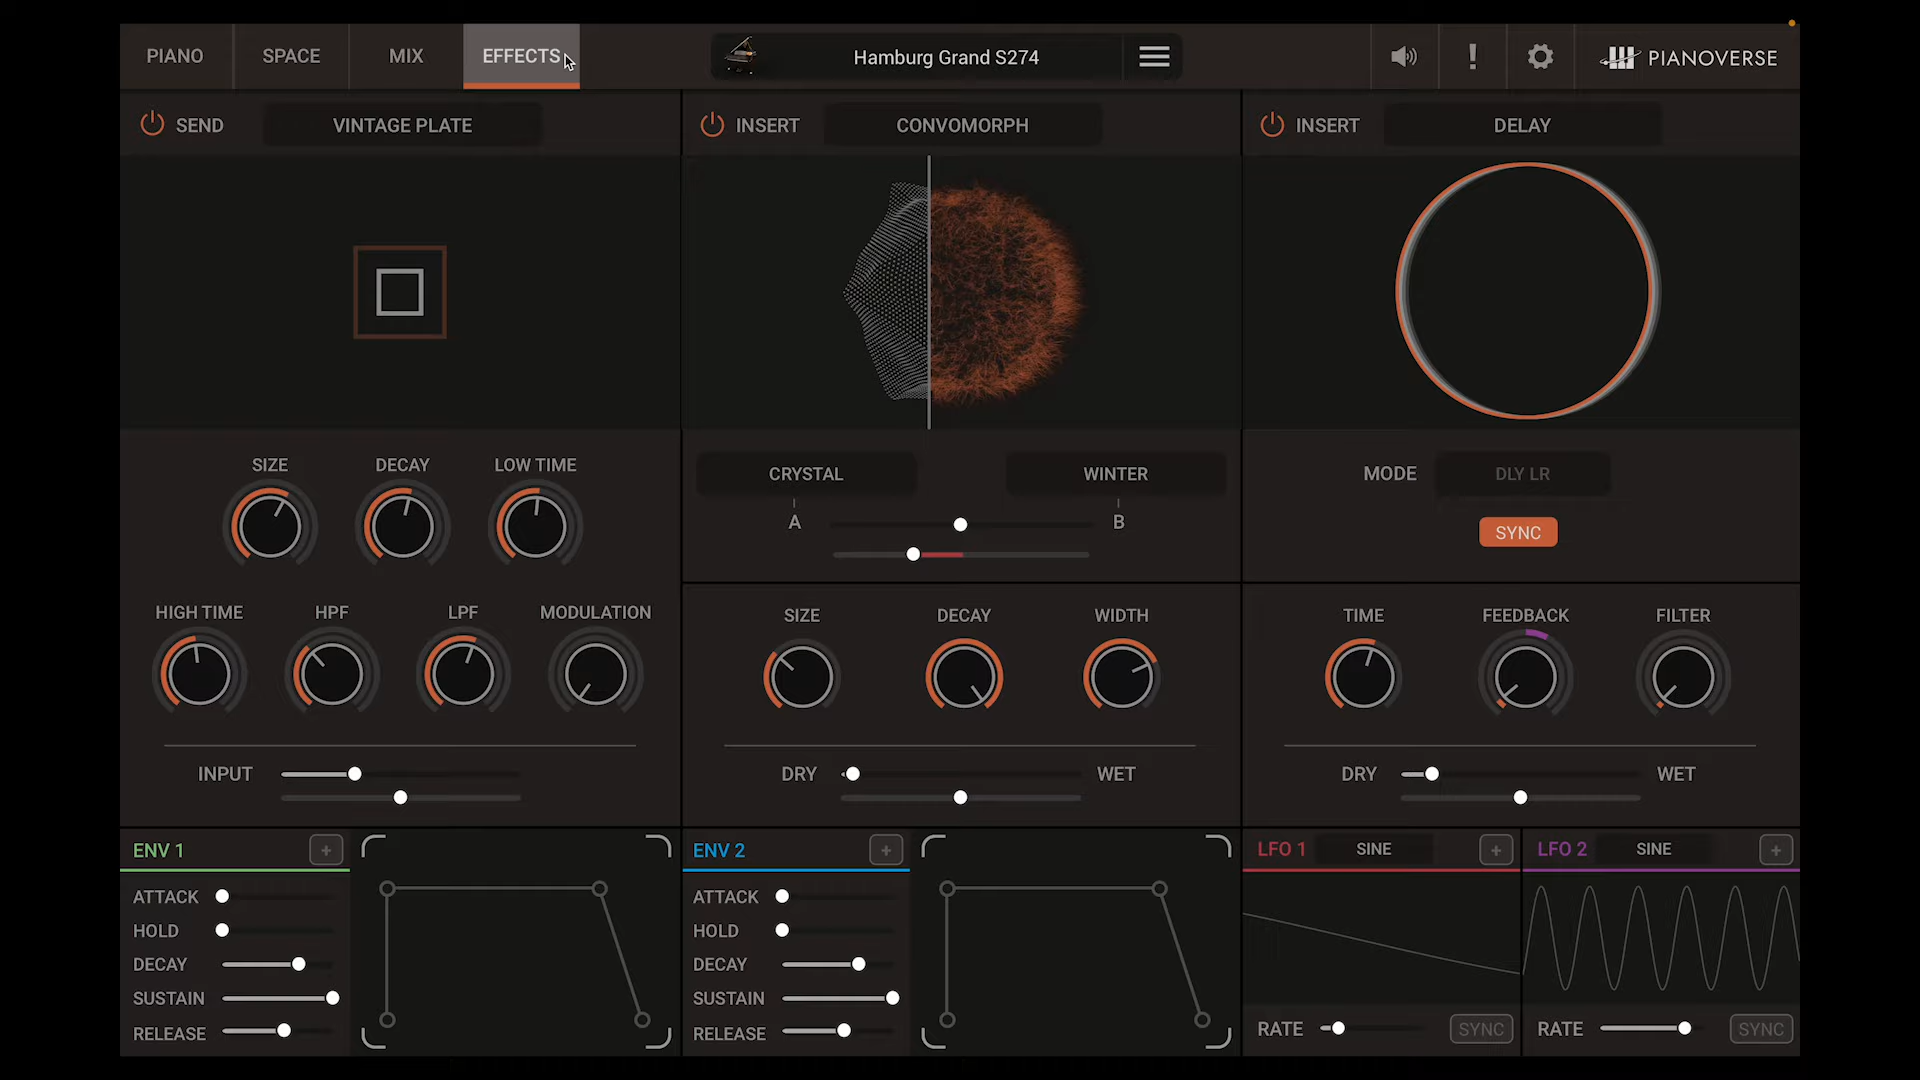 PIANO SPACE MIX EFFECTS Hamburg Grand S274 ! PIANOVERSE
SEND VINTAGE PLATE INSERT CONVOMORPH INSERT DELAY
SIZE DECAY LOW TIME
CRYSTAL WINTER
MODE DLY LR
A B
SYNC
HIGH TIME HPF LPF MODULATION
SIZE DECAY WIDTH
TIME FEEDBACK FILTER
INPUT
DRY WET
DRY WET
ENV 1 +
ATTACK
HOLD
DECAY
SUSTAIN
RELEASE
ENV 2 +
ATTACK
HOLD
DECAY
SUSTAIN
RELEASE
LFO 1 SINE +
RATE SYNC
LFO 2 SINE +
RATE SYNC